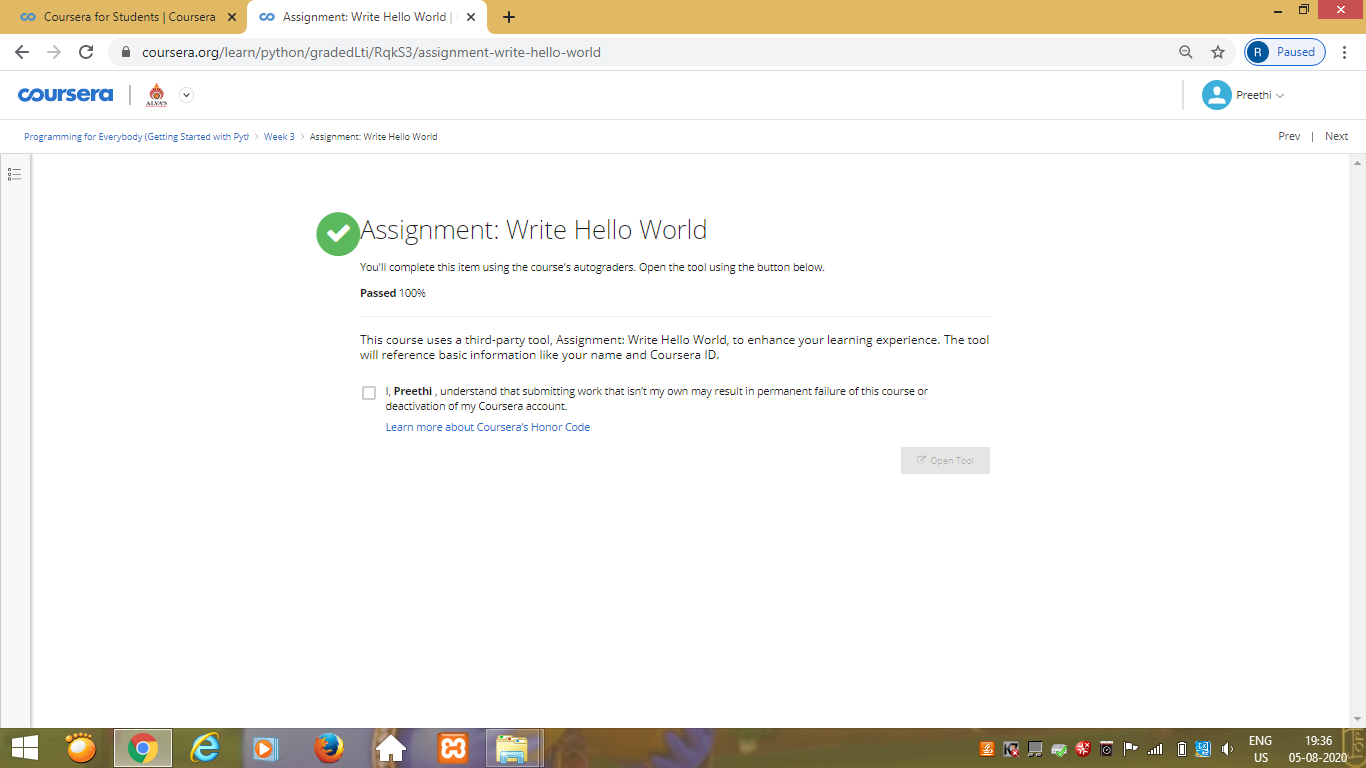 Coursera for Students | Coursera
Assignment: Write Hello World |
coursera.org/learn/python/gradedLti/RqkS3/assignment-write-hello-world
R Paused
coursera | ALVA'S
Preethi
Programming for Everybody (Getting Started with Pyth > Week 3 > Assignment: Write Hello World
Prev | Next
Assignment: Write Hello World
You'll complete this item using the course's autograders. Open the tool using the button below.
Passed 100%
This course uses a third-party tool, Assignment: Write Hello World, to enhance your learning experience. The tool
will reference basic information like your name and Coursera ID.
I, Preethi , understand that submitting work that isn't my own may result in permanent failure of this course or
deactivation of my Coursera account.
Learn more about Coursera's Honor Code
Open Tool
ENG
US
19:36
05-08-2020